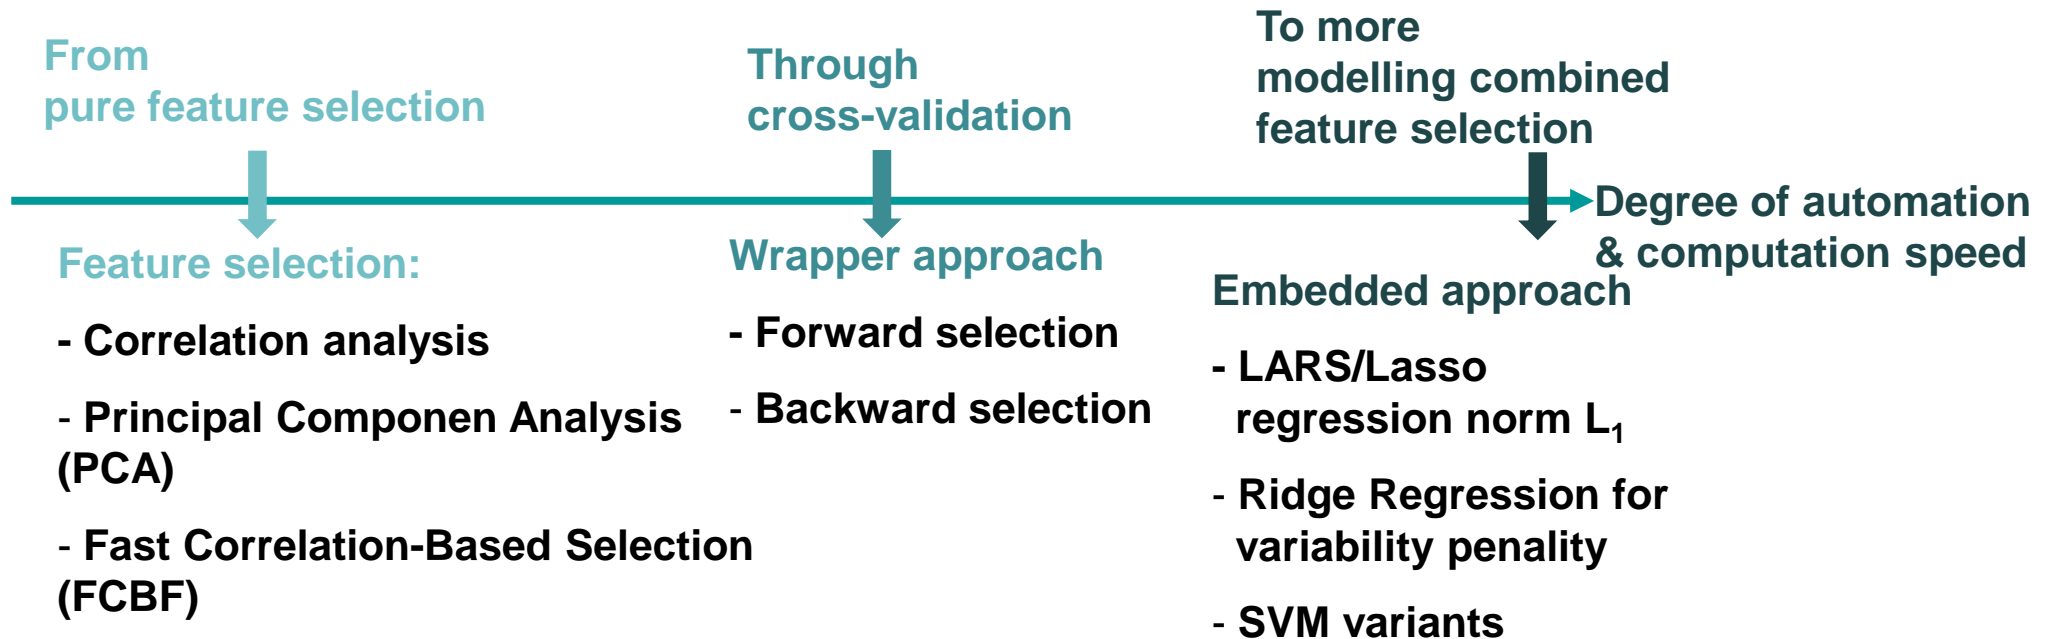 From
pure feature selection
Through
cross-validation
To more
modelling combined
feature selection
Degree of automation
& computation speed
Feature selection:
- Correlation analysis
- Principal Componen Analysis
(PCA)
- Fast Correlation-Based Selection
(FCBF)
Wrapper approach
- Forward selection
- Backward selection
Embedded approach
- LARS/Lasso
regression norm L₁
- Ridge Regression for
variability penality
- SVM variants